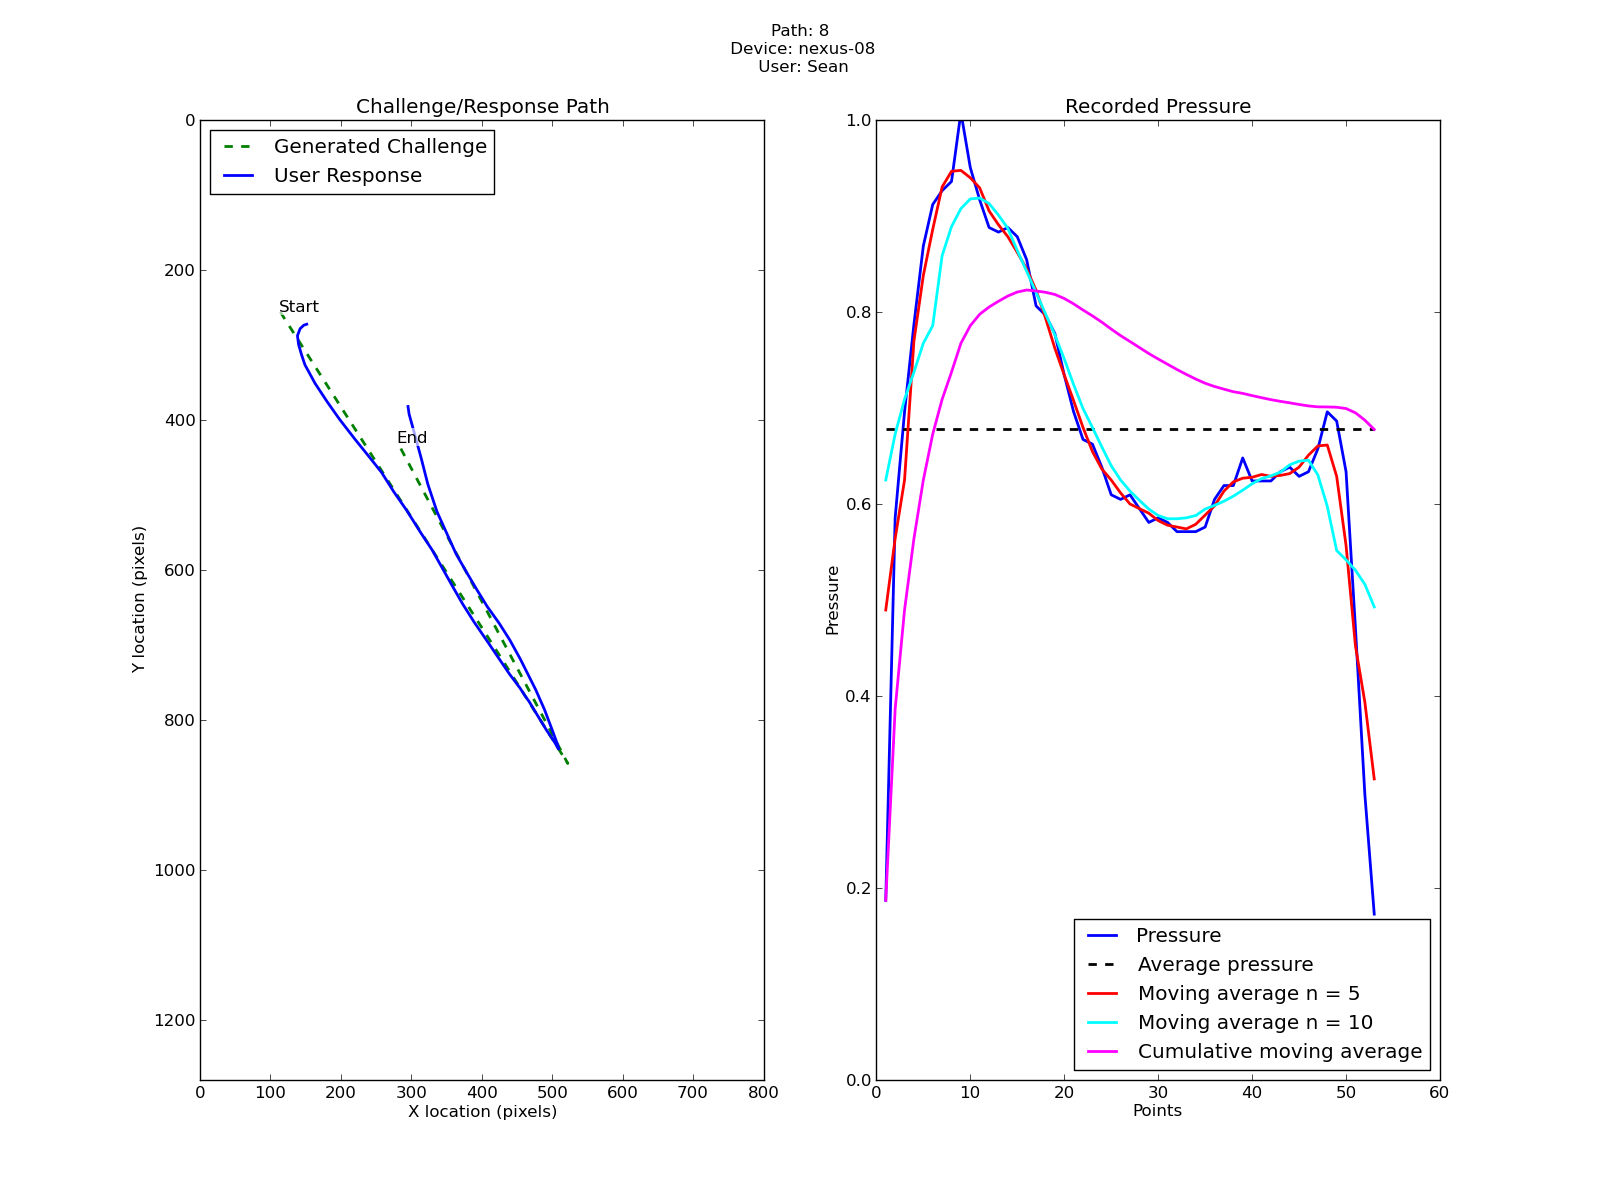 Path: 8
Device: nexus-08
User: Sean
Challenge/Response Path
Generated Challenge
User Response
Start
End
0
200
400
600
800
1000
1200
Y location (pixels)
0 100 200 300 400 500 600 700 800
X location (pixels)
Recorded Pressure
1.0
0.8
0.6
0.4
0.2
0.0
Pressure
Pressure
Average pressure
Moving average n = 5
Moving average n = 10
Cumulative moving average
0 10 20 30 40 50 60
Points